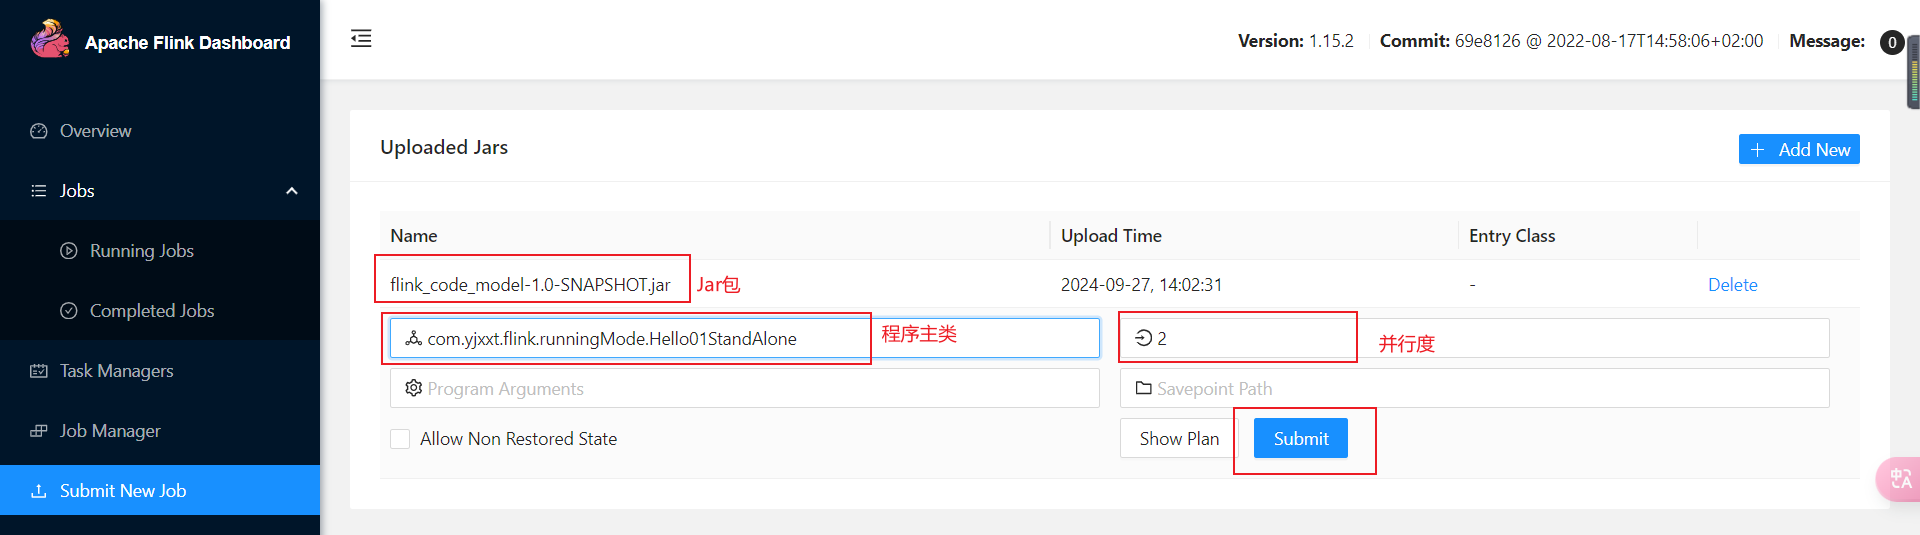 Apache Flink Dashboard
Version: 1.15.2 Commit: 69e8126 @ 2022-08-17T14:58:06+02:00 Message: 0
Overview
Jobs
Running Jobs
Completed Jobs
Task Managers
Job Manager
Submit New Job
Uploaded Jars
+ Add New
Name Upload Time Entry Class
flink_code_model-1.0-SNAPSHOT.jar Jar包 2024-09-27, 14:02:31 - Delete
com.yjxxt.flink.runningMode.Hello01StandAlone 程序主类 2 并行度
Program Arguments Savepoint Path
Allow Non Restored State Show Plan Submit
中A